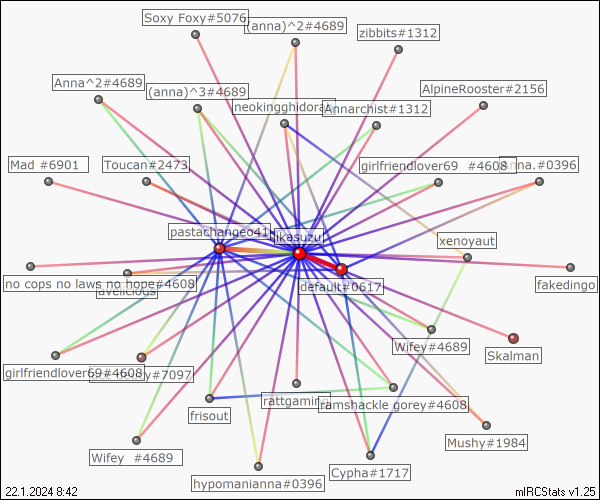 Soxy Foxy#5076
(anna)^2#4689
zibbits#1312
Anna^2#4689
(anna)^3#4689
AlpineRooster#2156
neokingghidora
Annarchist#1312
Mad #6901
Toucan#2473
girlfriendlover69 #4608
nna.#0396
pastachangeo41
ikasuzu
xenoyaut
no cops no laws no hope#4608
default#0617
fakedingo
Wifey#4689
Skalman
girlfriendlover69#4608
#7097
rattgaming
ramshackle gorey#4608
frisout
Mushy#1984
Wifey #4689
hypomanianna#0396
Cypha#1717
22.1.2024 8:42
mIRCStats v1.25